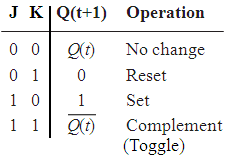 J K Q(t+1) Operation
0 0 Q(t) No change
0 1 0 Reset
1 0 1 Set
1 1 Q̅(̅t̅)̅ Complement
(Toggle)